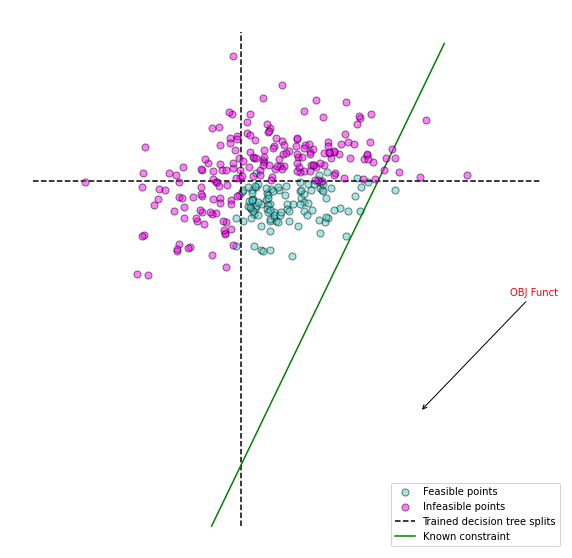 OBJ Funct
Feasible points
Infeasible points
Trained decision tree splits
Known constraint